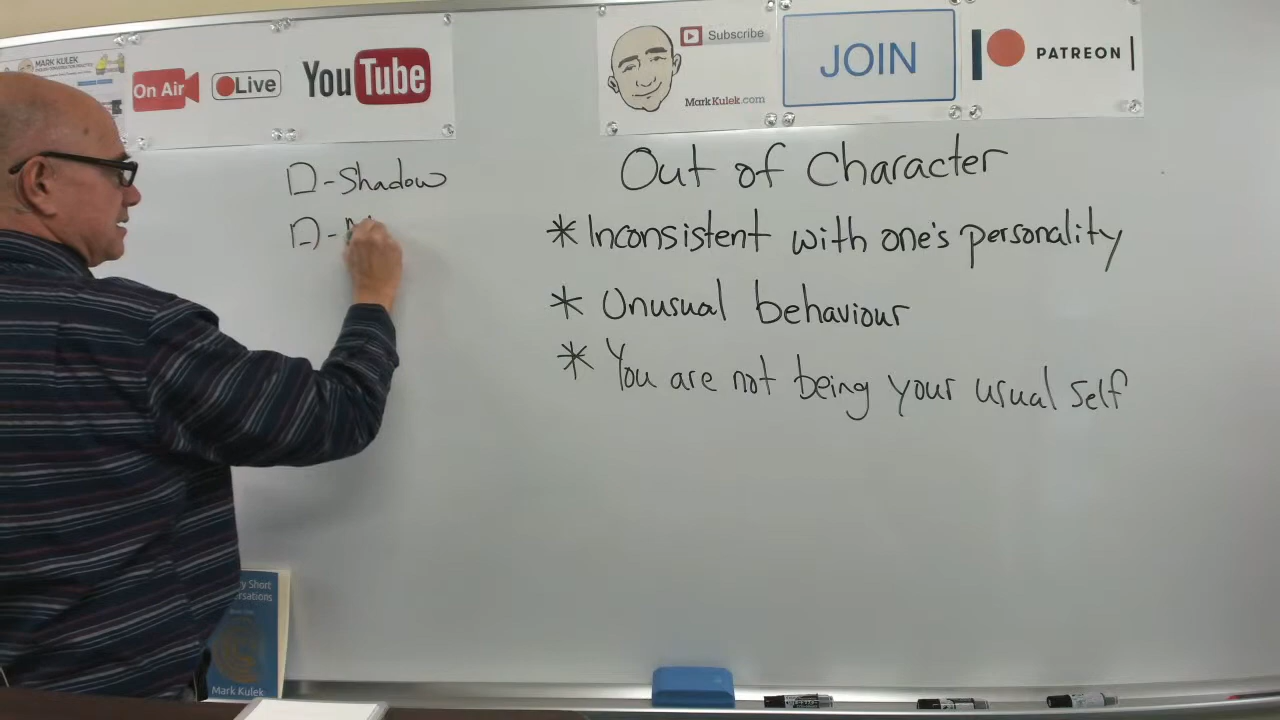 MARK KULEK
On Air
Live
YouTube
Subscribe
MarkKulek.com
JOIN
PATREON
D-Shadow
D-
Out of Character
* Inconsistent with one's personality
* Unusual behaviour
* You are not being your usual self
Short
Mark Kulek